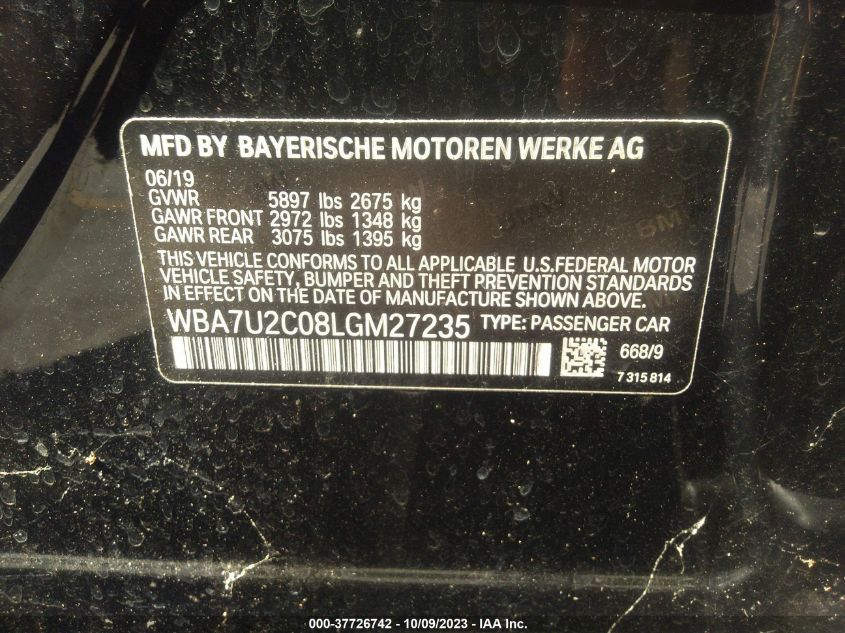 MFD BY BAYERISCHE MOTOREN WERKE AG
06/19
GVWR 5897 lbs 2675 kg
GAWR FRONT 2972 lbs 1348 kg
GAWR REAR 3075 lbs 1395 kg
THIS VEHICLE CONFORMS TO ALL APPLICABLE U.S.FEDERAL MOTOR
VEHICLE SAFETY, BUMPER AND THEFT PREVENTION STANDARDS
IN EFFECT ON THE DATE OF MANUFACTURE SHOWN ABOVE.
WBA7U2C08LGM27235 TYPE: PASSENGER CAR
668/9
7 315 814
000-37726742 - 10/09/2023 - IAA Inc.